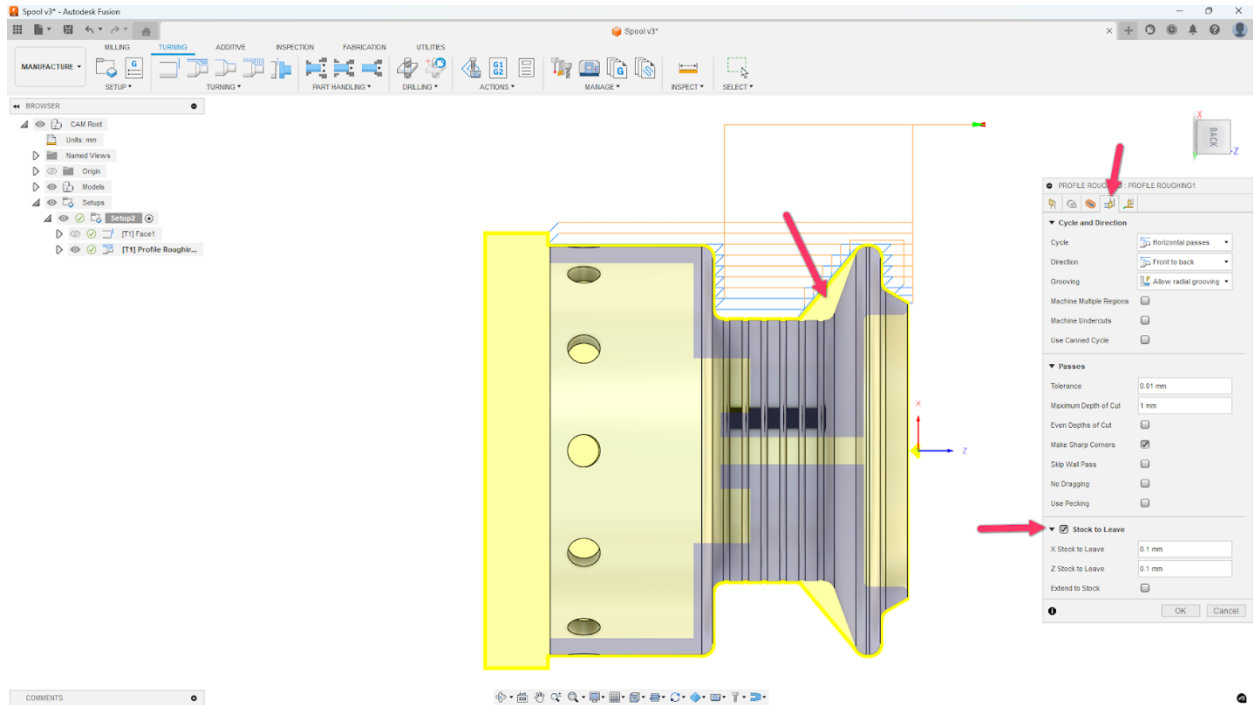 Spool v3* - Autodesk Fusion
Spool v3*
MILLING TURNING ADDITIVE INSPECTION FABRICATION UTILITIES
MANUFACTURE
G
G1
G2
G
SETUP TURNING PART HANDLING DRILLING ACTIONS MANAGE INSPECT SELECT
BROWSER
CAM Root
Units: mm
Named Views
Origin
Models
Setups
Setup2
[T1] Face1
[T1] Profile Roughin...
X
BACK
Z
X
Z
PROFILE ROUG : PROFILE ROUGHING1
Cycle and Direction
Cycle Horizontal passes
Direction Front to back
Grooving Allow radial grooving
Machine Multiple Regions
Machine Undercuts
Use Canned Cycle
Passes
Tolerance 0.01 mm
Maximum Depth of Cut 1 mm
Even Depths of Cut
Make Sharp Corners
Skip Wall Pass
No Dragging
Use Pecking
Stock to Leave
X Stock to Leave 0.1 mm
Z Stock to Leave 0.1 mm
Extend to Stock
OK Cancel
COMMENTS